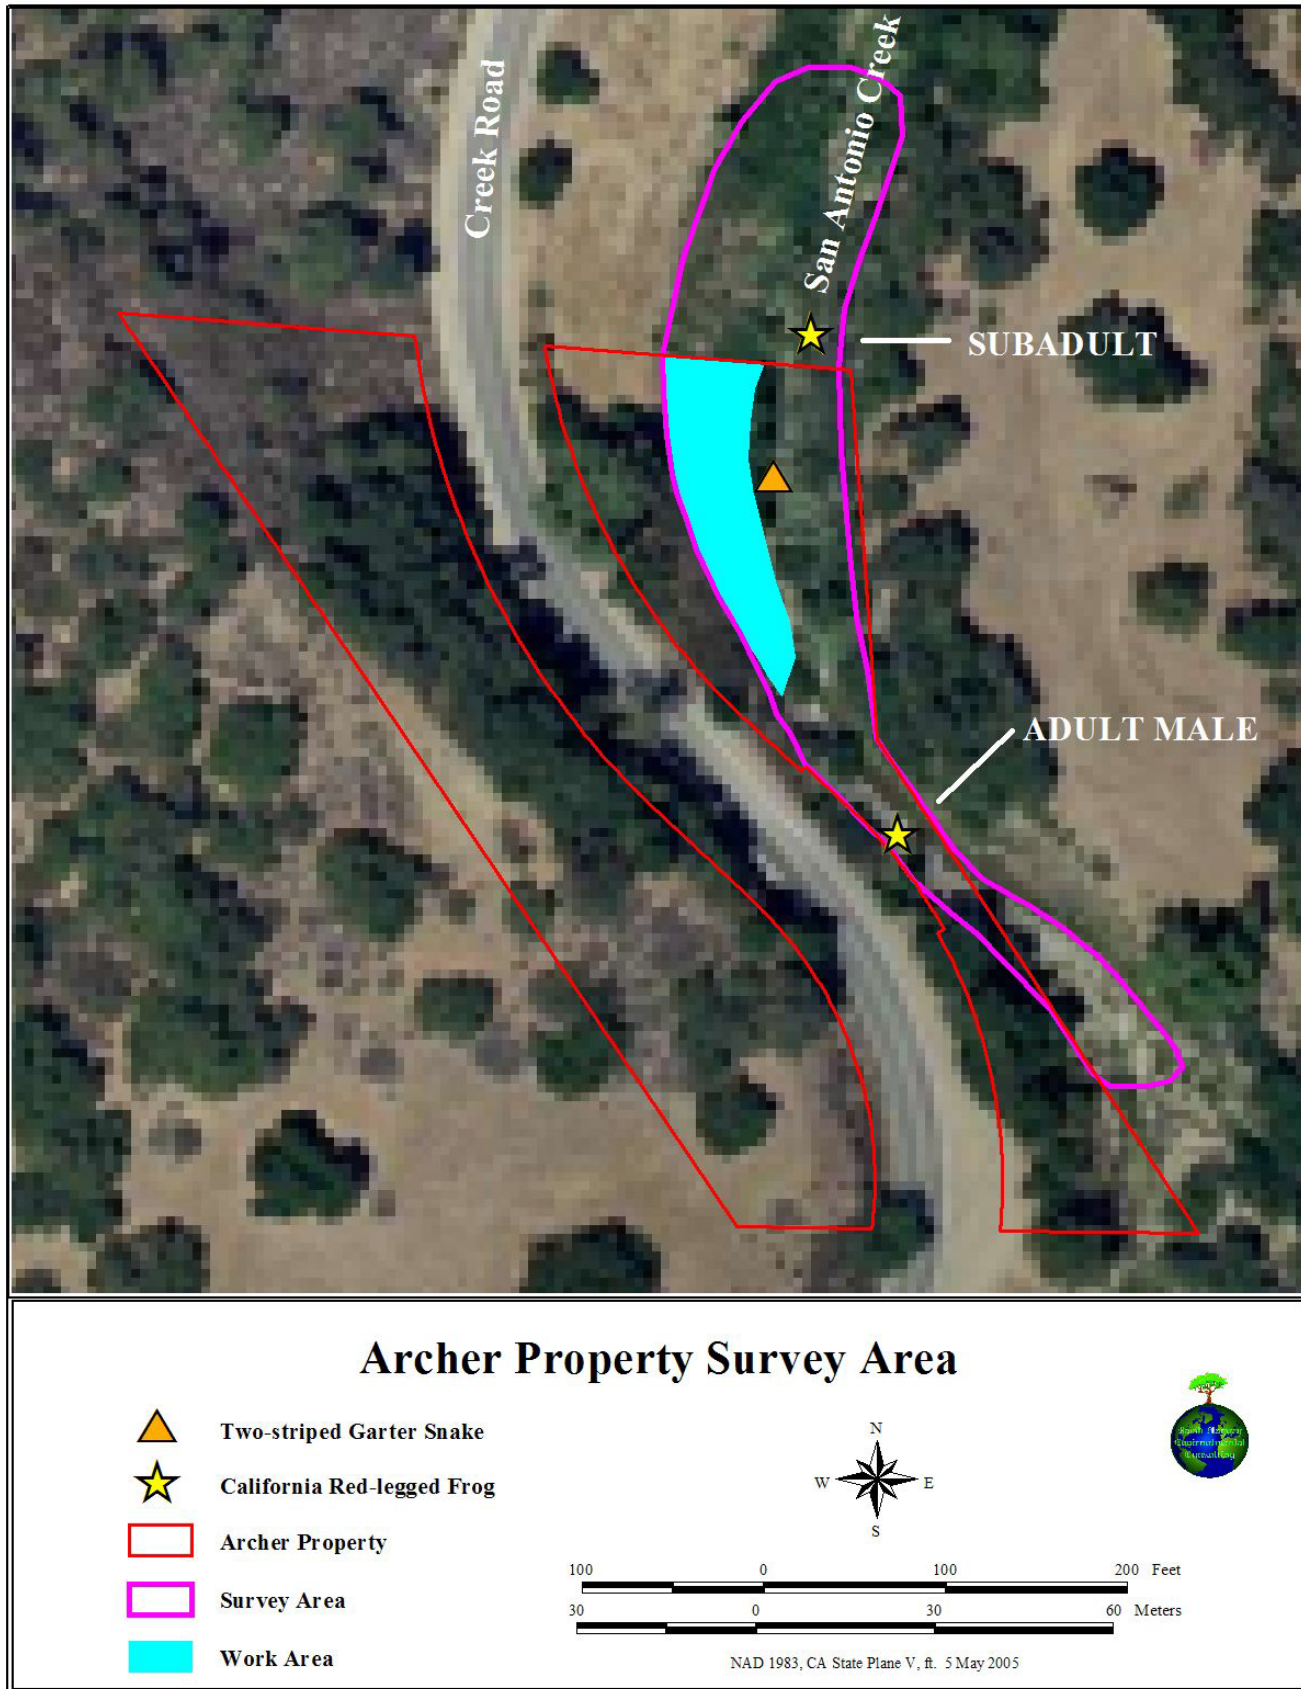 Creek Road
San Antonio Creek
SUBADULT
ADULT MALE
Archer Property Survey Area
Two-striped Garter Snake
California Red-legged Frog
Archer Property
Survey Area
Work Area
N
W E
S
100 0 100 200 Feet
30 0 30 60 Meters
NAD 1983, CA State Plane V, ft. 5 May 2005
Consulting